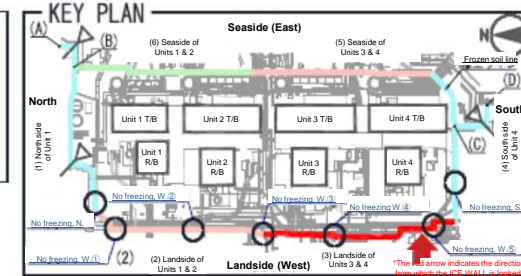 KEY PLAN
Seaside (East)
N
(A)
(B)
(6) Seaside of
Units 1 & 2
(5) Seaside of
Units 3 & 4
Frozen soil line
(D)
North
South
(1) North side
of Unit 1
Unit 1 T/B
Unit 2 T/B
Unit 3 T/B
Unit 4 T/B
(C)
(4) South side
of Unit 4
Unit 1
R/B
Unit 2
R/B
Unit 3
R/B
Unit 4
R/B
No freezing, W.②
No freezing, W.③
No freezing, W.④
No freezing, N.
No freezing, S.
No freezing, W.①
(2)
No freezing, W.⑤
(2) Landside of
Units 1 & 2
Landside (West)
(3) Landside of
Units 3 & 4
*The red arrow indicates the direction
from which the ICE WALL is looked